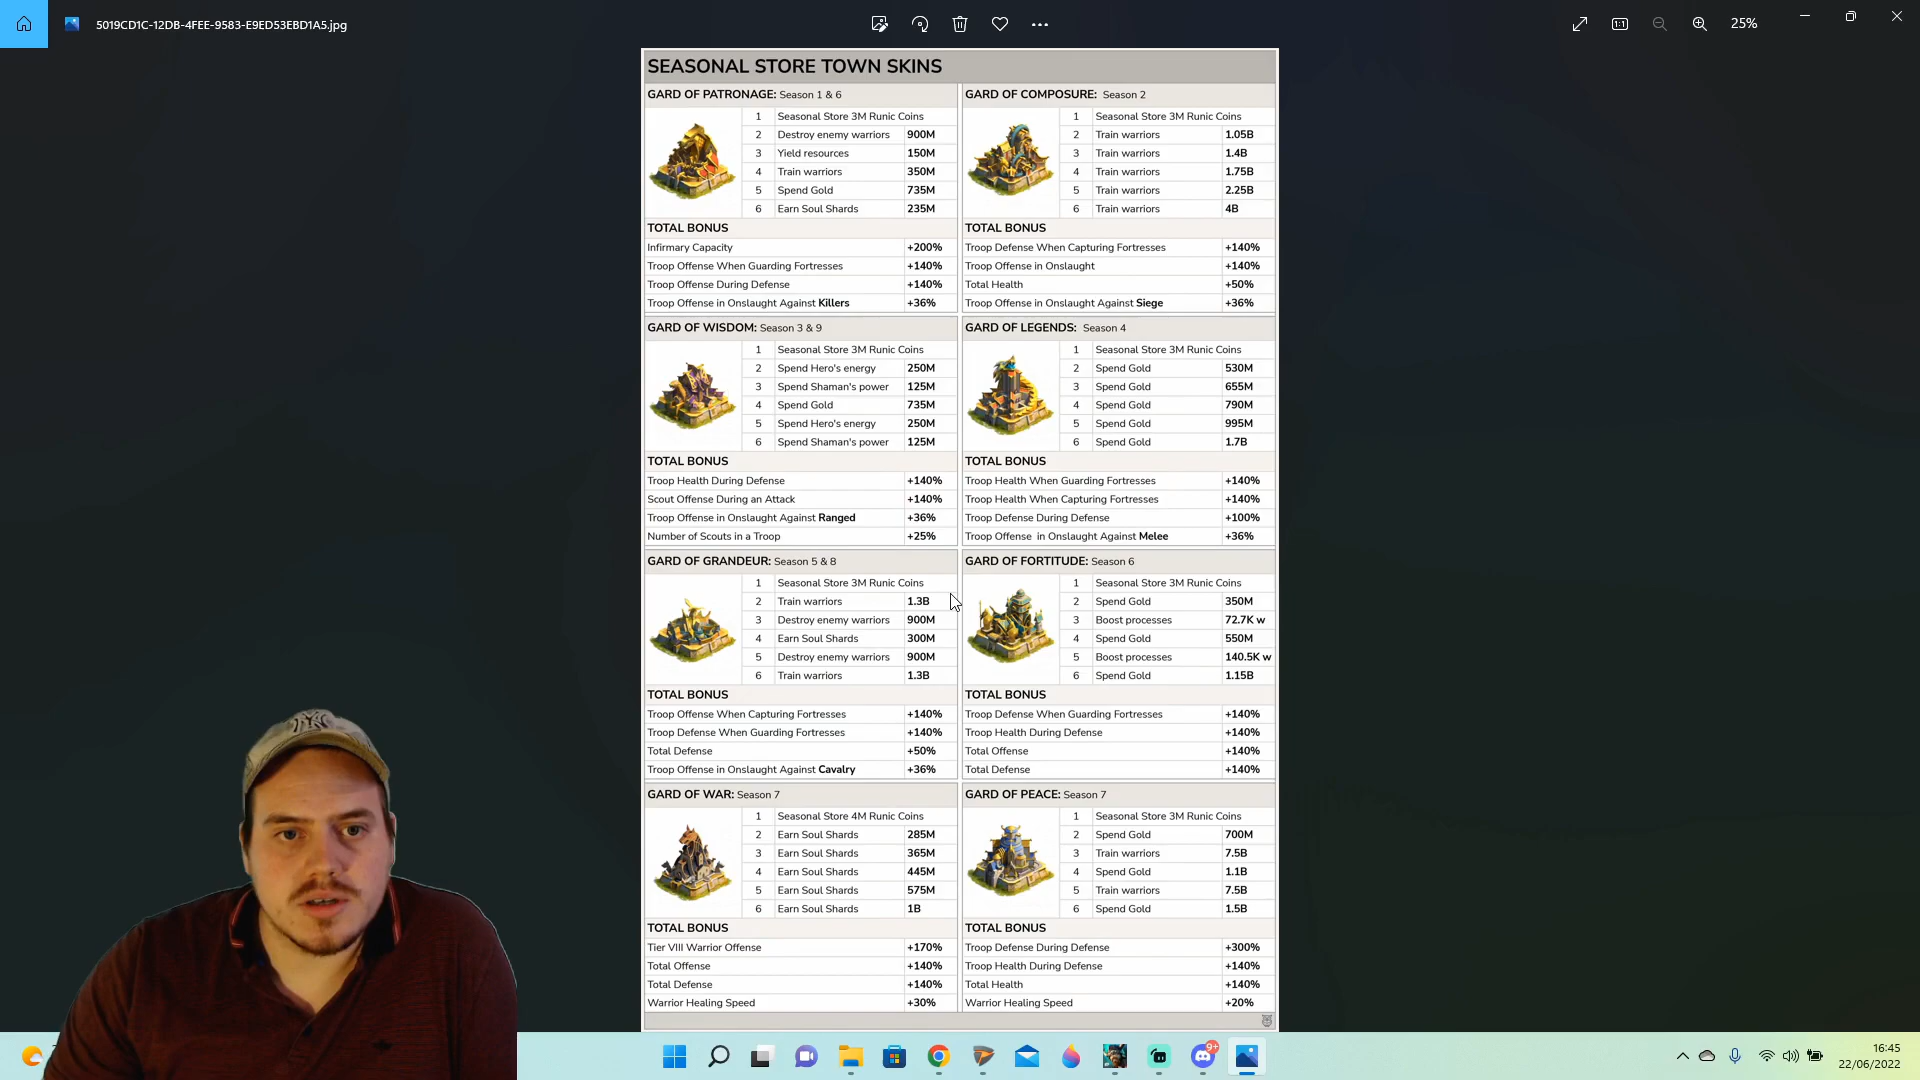 5019CD1C-12DB-4FEE-9583-E9ED53EBD1A5.jpg
25%
SEASONAL STORE TOWN SKINS
GARD OF PATRONAGE: Season 1 & 6
1 Seasonal Store 3M Runic Coins
2 Destroy enemy warriors 900M
3 Yield resources 150M
4 Train warriors 350M
5 Spend Gold 735M
6 Earn Soul Shards 235M
TOTAL BONUS
Infirmary Capacity +200%
Troop Offense When Guarding Fortresses +140%
Troop Offense During Defense +140%
Troop Offense in Onslaught Against Killers +36%
GARD OF COMPOSURE: Season 2
1 Seasonal Store 3M Runic Coins
2 Train warriors 1.05B
3 Train warriors 1.4B
4 Train warriors 1.75B
5 Train warriors 2.25B
6 Train warriors 4B
TOTAL BONUS
Troop Defense When Capturing Fortresses +140%
Troop Offense in Onslaught +140%
Total Health +50%
Troop Offense in Onslaught Against Siege +36%
GARD OF WISDOM: Season 3 & 9
1 Seasonal Store 3M Runic Coins
2 Spend Hero's energy 250M
3 Spend Shaman's power 125M
4 Spend Gold 735M
5 Spend Hero's energy 250M
6 Spend Shaman's power 125M
TOTAL BONUS
Troop Health During Defense +140%
Scout Offense During an Attack +140%
Troop Offense in Onslaught Against Ranged +36%
Number of Scouts in a Troop +25%
GARD OF LEGENDS: Season 4
1 Seasonal Store 3M Runic Coins
2 Spend Gold 530M
3 Spend Gold 655M
4 Spend Gold 790M
5 Spend Gold 995M
6 Spend Gold 1.7B
TOTAL BONUS
Troop Health When Guarding Fortresses +140%
Troop Health When Capturing Fortresses +140%
Troop Defense During Defense +100%
Troop Offense in Onslaught Against Melee +36%
GARD OF GRANDEUR: Season 5 & 8
1 Seasonal Store 3M Runic Coins
2 Train warriors 1.3B
3 Destroy enemy warriors 900M
4 Earn Soul Shards 300M
5 Destroy enemy warriors 900M
6 Train warriors 1.3B
TOTAL BONUS
Troop Offense When Capturing Fortresses +140%
Troop Defense When Guarding Fortresses +140%
Total Defense +50%
Troop Offense in Onslaught Against Cavalry +36%
GARD OF FORTITUDE: Season 6
1 Seasonal Store 3M Runic Coins
2 Spend Gold 350M
3 Boost processes 72.7K w
4 Spend Gold 550M
5 Boost processes 140.5K w
6 Spend Gold 1.15B
TOTAL BONUS
Troop Defense When Guarding Fortresses +140%
Troop Health During Defense +140%
Total Offense +140%
Total Defense +140%
GARD OF WAR: Season 7
1 Seasonal Store 4M Runic Coins
2 Earn Soul Shards 285M
3 Earn Soul Shards 365M
4 Earn Soul Shards 445M
5 Earn Soul Shards 575M
6 Earn Soul Shards 1B
TOTAL BONUS
Tier VIII Warrior Offense +170%
Total Offense +140%
Total Defense +140%
Warrior Healing Speed +30%
GARD OF PEACE: Season 7
1 Seasonal Store 3M Runic Coins
2 Spend Gold 700M
3 Train warriors 7.5B
4 Spend Gold 1.1B
5 Train warriors 7.5B
6 Spend Gold 1.5B
TOTAL BONUS
Troop Defense During Defense +300%
Troop Health During Defense +140%
Total Health +140%
Warrior Healing Speed +20%
9+
16:45
22/06/2022